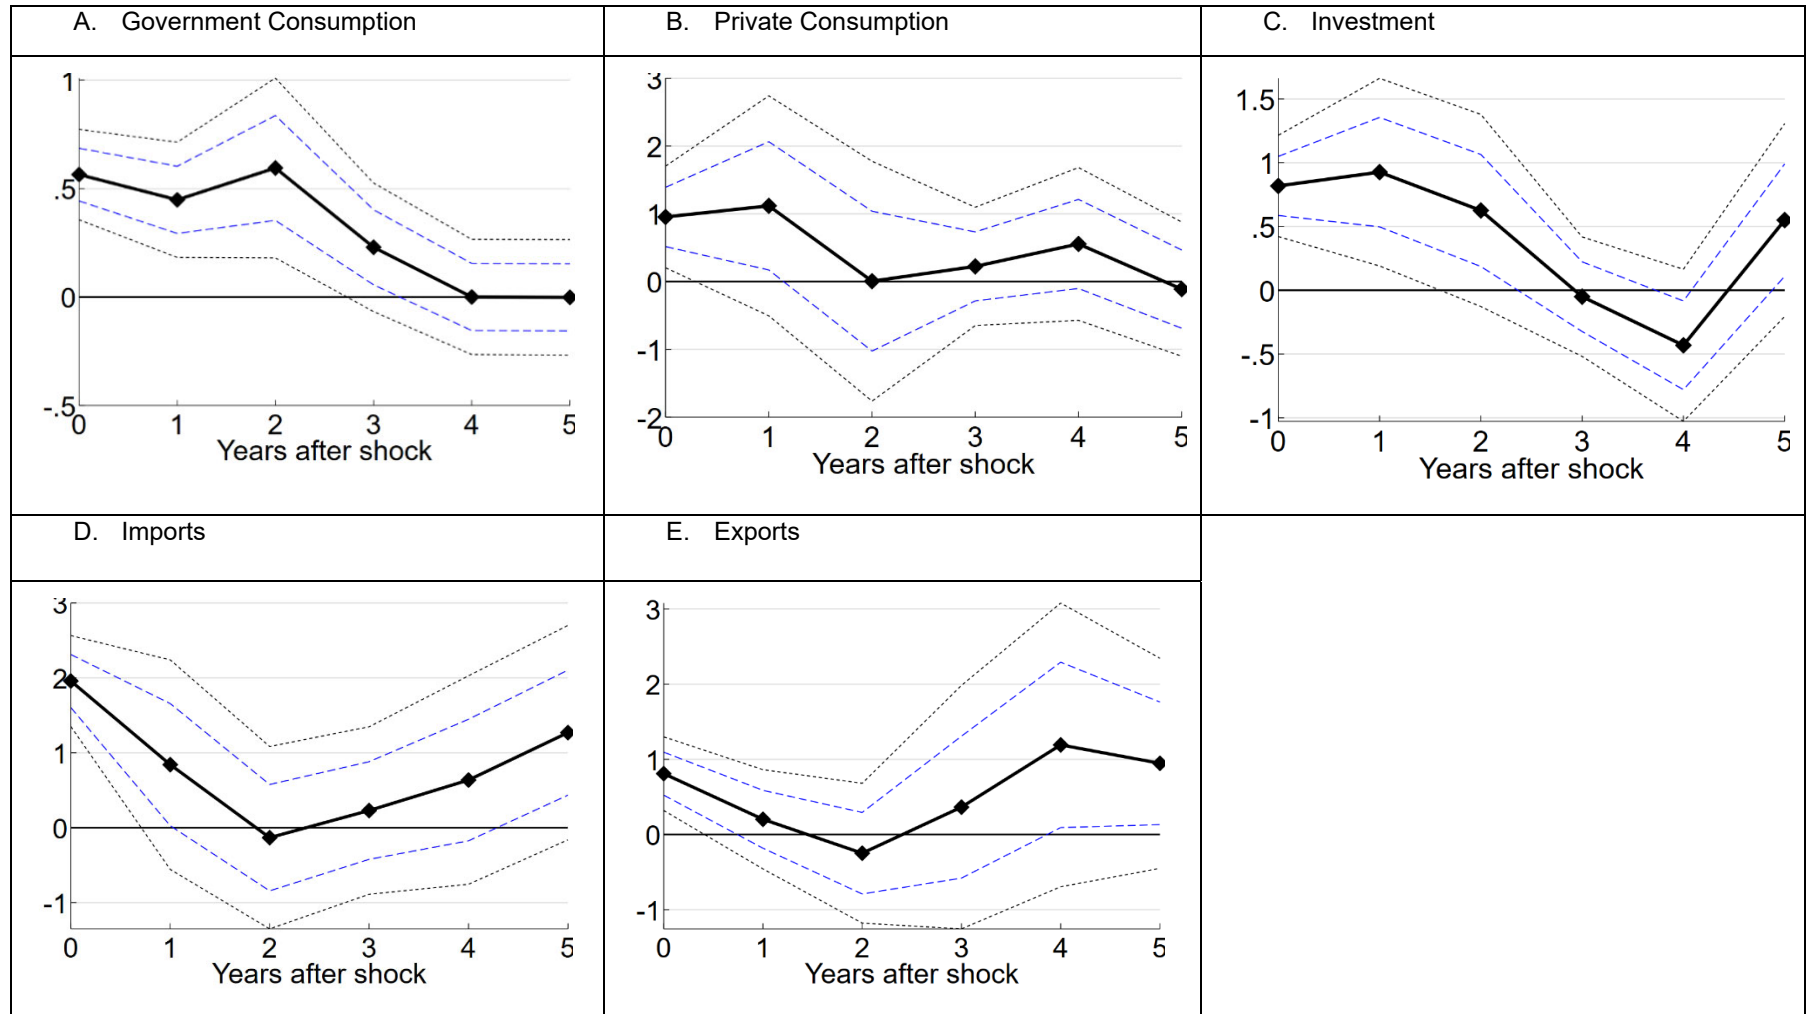 A. Government Consumption
B. Private Consumption
C. Investment
1
.5
0
-.5
0 1 2 3 4 5
Years after shock
3
2
1
0
-1
-2
0 1 2 3 4 5
Years after shock
1.5
1
.5
0
-.5
-1
0 1 2 3 4 5
Years after shock
D. Imports
E. Exports
3
2
1
0
-1
0 1 2 3 4 5
Years after shock
3
2
1
0
-1
0 1 2 3 4 5
Years after shock